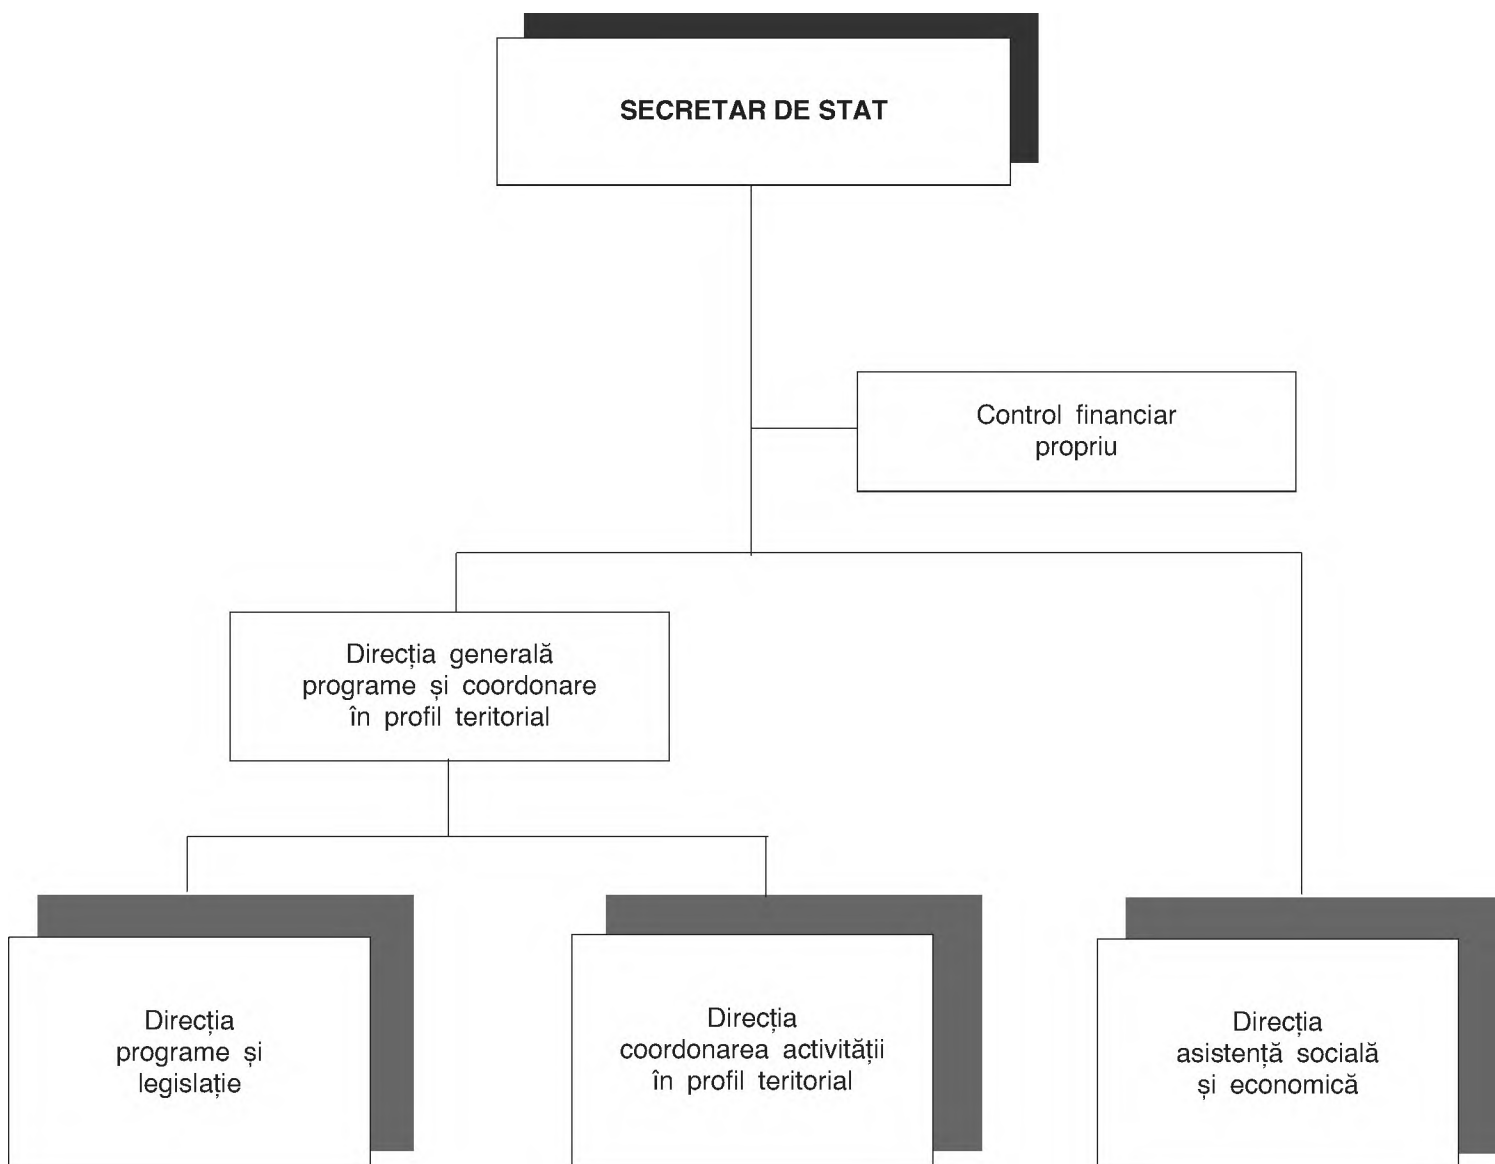 SECRETAR DE STAT
Control financiar
propriu
Direcția generală
programe și coordonare
în profil teritorial
Direcția
programe și
legislație
Direcția
coordonarea activității
în profil teritorial
Direcția
asistență socială
și economică